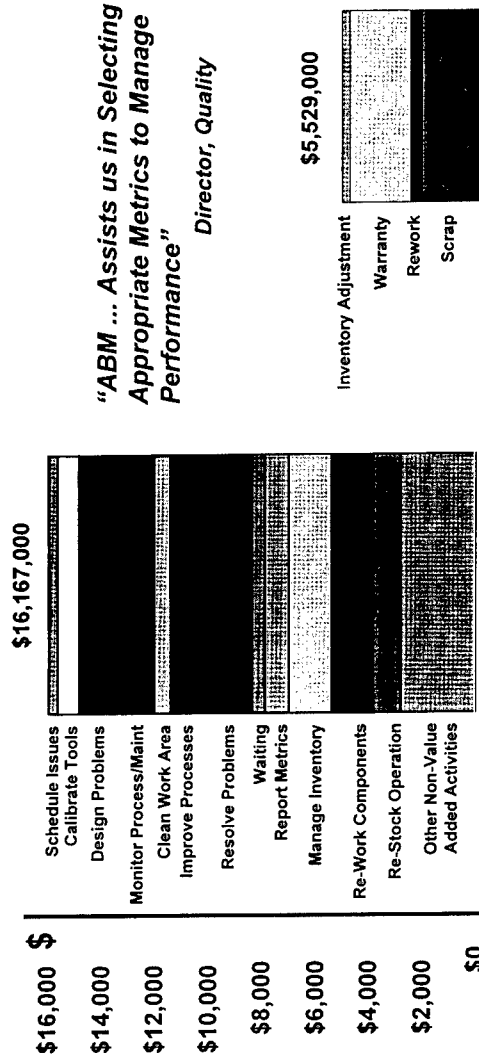 $16,167,000
"ABM ... Assists us in Selecting
Appropriate Metrics to Manage
Performance"
Director, Quality
$5,529,000
$16,000 $
$14,000
$12,000
$10,000
$8,000
$6,000
$4,000
$2,000
$0
Schedule Issues
Calibrate Tools
Design Problems
Monitor Process/Maint
Clean Work Area
Improve Processes
Resolve Problems
Waiting
Report Metrics
Manage Inventory
Re-Work Components
Re-Stock Operation
Other Non-Value
Added Activities
Inventory Adjustment
Warranty
Rework
Scrap